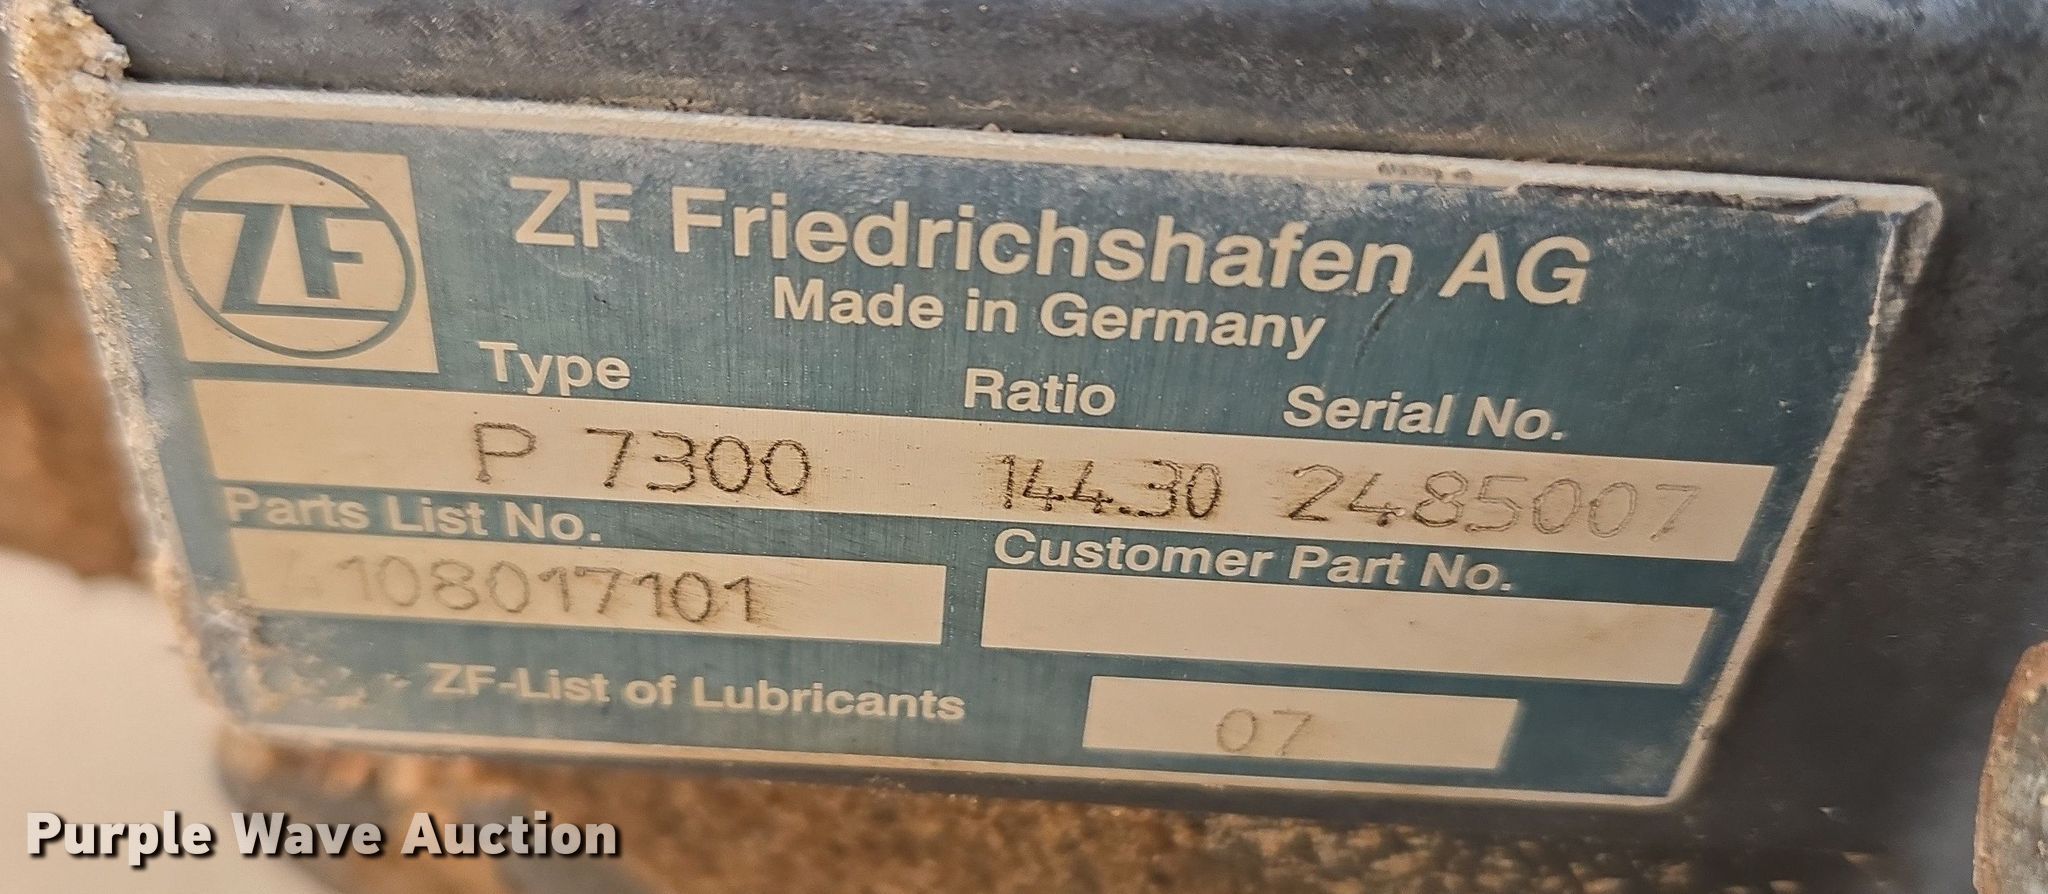 ZF
ZF Friedrichshafen AG
Made in Germany
Type Ratio Serial No.
P 7300 144.30 2485007
Parts List No. Customer Part No.
4108017101
ZF-List of Lubricants 07
Purple Wave Auction